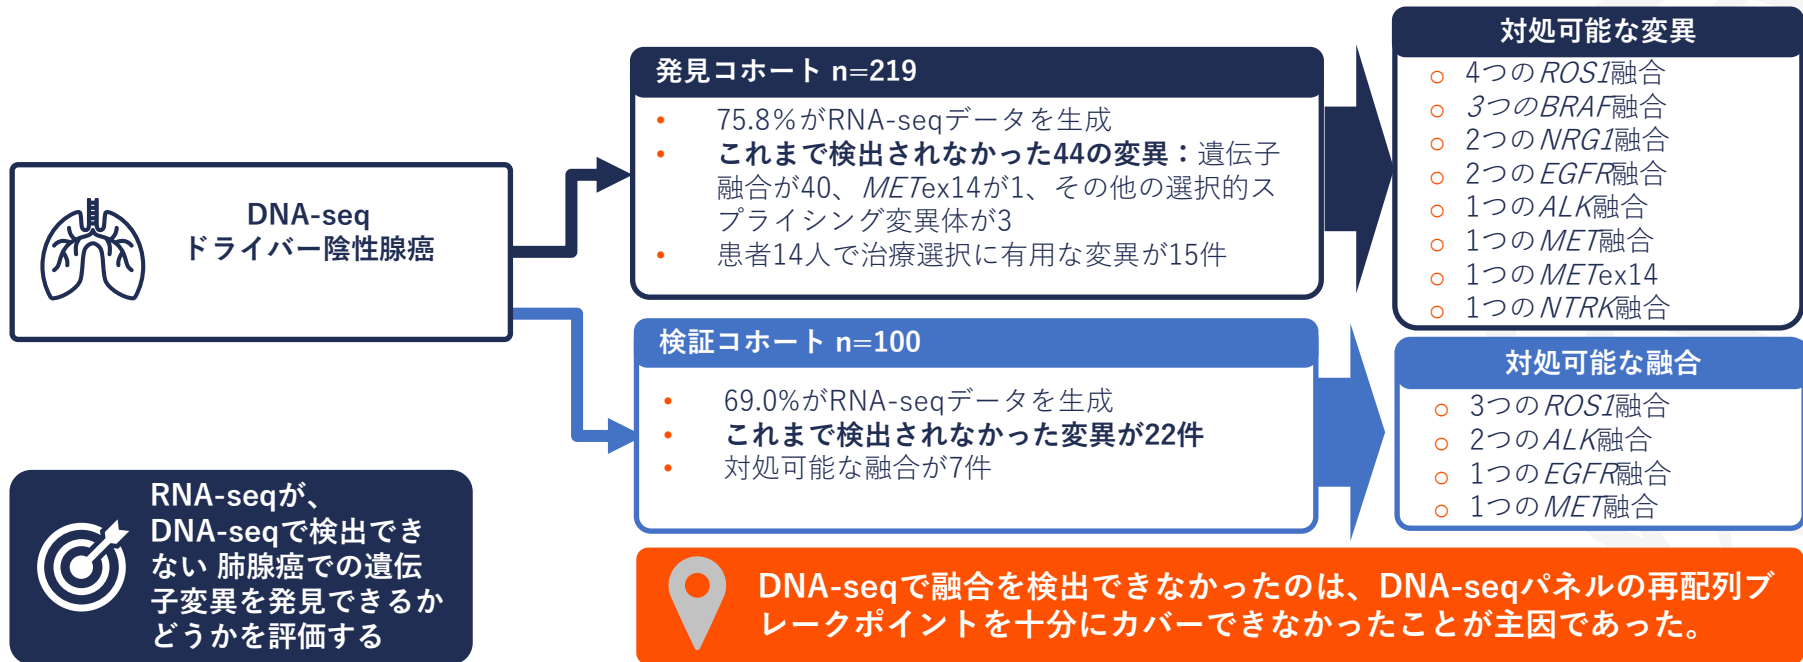 DNA-seq
ドライバー陰性腺癌
RNA-seqが、
DNA-seqで検出でき
ない 肺腺癌での遺伝
子変異を発見できるか
どうかを評価する
発見コホート n=219
• 75.8%がRNA-seqデータを生成
• これまで検出されなかった44の変異：遺伝子
融合が40、METex14が1、その他の選択的ス
プライシング変異体が3
• 患者14人で治療選択に有用な変異が15件
対処可能な変異
○ 4つのROS1融合
○ 3つのBRAF融合
○ 2つのNRG1融合
○ 2つのEGFR融合
○ 1つのALK融合
○ 1つのMET融合
○ 1つのMETex14
○ 1つのNTRK融合
検証コホート n=100
• 69.0%がRNA-seqデータを生成
• これまで検出されなかった変異が22件
• 対処可能な融合が7件
対処可能な融合
○ 3つのROS1融合
○ 2つのALK融合
○ 1つのEGFR融合
○ 1つのMET融合
DNA-seqで融合を検出できなかったのは、DNA-seqパネルの再配列ブ
レークポイントを十分にカバーできなかったことが主因であった。